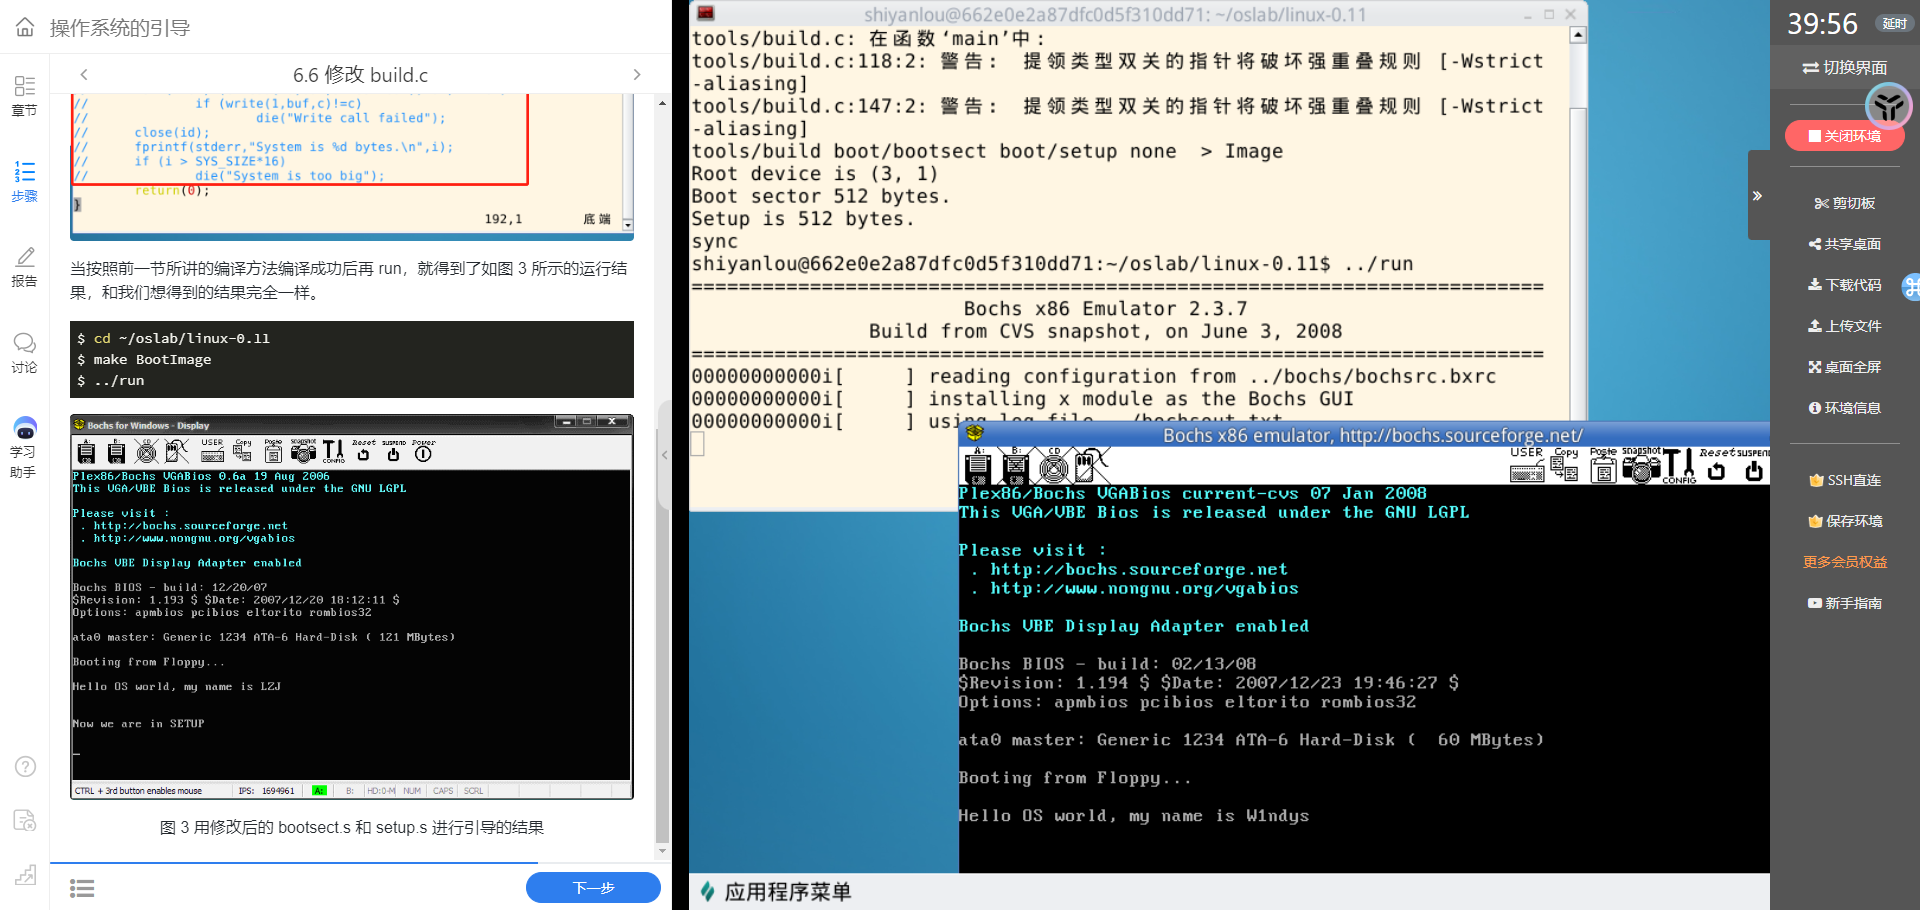 操作系统的引导
章节
步骤
报告
讨论
学习
助手
6.6 修改 build.c
// if (write(1,buf,c)!=c)
// die("Write call failed");
// close(id);
// fprintf(stderr,"System is %d bytes.\n",i);
// if (i > SYS_SIZE*16)
// die("System is too big");
return(0);
}
192,1 底端
当按照前一节所讲的编译方法编译成功后再 run，就得到了如图 3 所示的运行结
果，和我们想得到的结果完全一样。
$ cd ~/oslab/linux-0.11
$ make BootImage
$ ../run
Bochs for Windows - Display
A: B: CD USER Copy Paste snapshot CONFIG Reset SUSPEND Power
Plex86/Bochs VGABios 0.6a 19 Aug 2006
This VGA/VBE Bios is released under the GNU LGPL
Please visit :
. http://bochs.sourceforge.net
. http://www.nongnu.org/vgabios
Bochs VBE Display Adapter enabled
Bochs BIOS - build: 12/20/07
$Revision: 1.193 $ $Date: 2007/12/20 18:12:11 $
Options: apmbios pcibios eltorito rombios32
ata0 master: Generic 1234 ATA-6 Hard-Disk ( 121 MBytes)
Booting from Floppy...
Hello OS world, my name is LZJ
Now we are in SETUP
CTRL + 3rd button enables mouse IPS: 1694961 A: B: HD:0-M NUM CAPS SCRL
图 3 用修改后的 bootsect.s 和 setup.s 进行引导的结果
下一步
shiyanlou@662e0e2a87dfc0d5f310dd71: ~/oslab/linux-0.11
tools/build.c: 在函数‘main’中:
tools/build.c:118:2: 警告: 提领类型双关的指针将破坏强重叠规则 [-Wstrict
-aliasing]
tools/build.c:147:2: 警告: 提领类型双关的指针将破坏强重叠规则 [-Wstrict
-aliasing]
tools/build boot/bootsect boot/setup none > Image
Root device is (3, 1)
Boot sector 512 bytes.
Setup is 512 bytes.
sync
shiyanlou@662e0e2a87dfc0d5f310dd71:~/oslab/linux-0.11$ ../run
========================================================================
Bochs x86 Emulator 2.3.7
Build from CVS snapshot, on June 3, 2008
========================================================================
00000000000i[ ] reading configuration from ../bochs/bochsrc.bxrc
00000000000i[ ] installing x module as the Bochs GUI
00000000000i[ ] using log file ./bochsout.txt
Bochs x86 emulator, http://bochs.sourceforge.net/
A: B: CD USER Copy Paste snapshot CONFIG Reset SUSPEND
Plex86/Bochs VGABios current-cvs 07 Jan 2008
This VGA/VBE Bios is released under the GNU LGPL
Please visit :
. http://bochs.sourceforge.net
. http://www.nongnu.org/vgabios
Bochs VBE Display Adapter enabled
Bochs BIOS - build: 02/13/08
$Revision: 1.194 $ $Date: 2007/12/23 19:46:27 $
Options: apmbios pcibios eltorito rombios32
ata0 master: Generic 1234 ATA-6 Hard-Disk ( 60 MBytes)
Booting from Floppy...
Hello OS world, my name is W1ndys
应用程序菜单
39:56 延时
切换界面
关闭环境
剪切板
共享桌面
下载代码
上传文件
桌面全屏
环境信息
SSH直连
保存环境
更多会员权益
新手指南